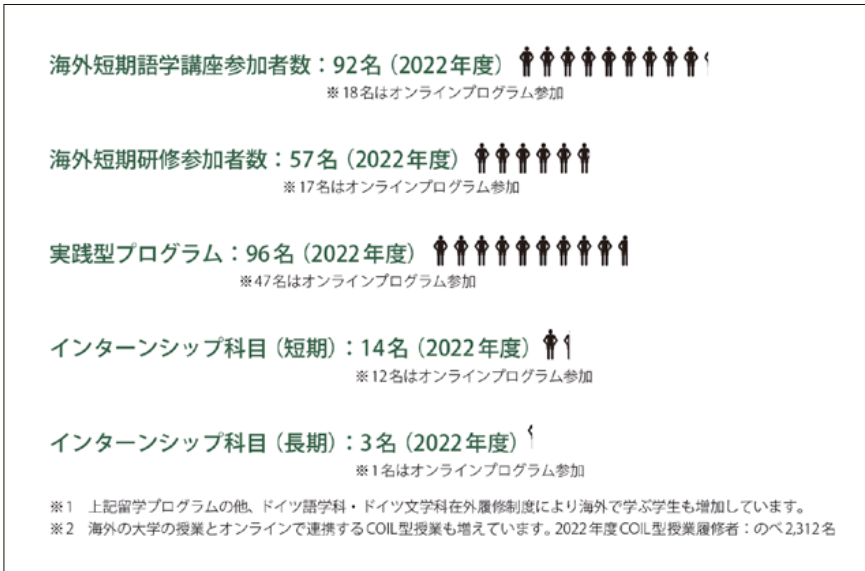 海外短期語学講座参加者数：92名（2022年度）
※18名はオンラインプログラム参加
海外短期研修参加者数：57名（2022年度）
※17名はオンラインプログラム参加
実践型プログラム：96名（2022年度）
※47名はオンラインプログラム参加
インターンシップ科目（短期）：14名（2022年度）
※12名はオンラインプログラム参加
インターンシップ科目（長期）：3名（2022年度）
※1名はオンラインプログラム参加
※1　上記留学プログラムの他、ドイツ語学科・ドイツ文学科在外履修制度により海外で学ぶ学生も増加しています。
※2　海外の大学の授業とオンラインで連携するCOIL型授業も増えています。2022年度COIL型授業履修者：のべ2,312名